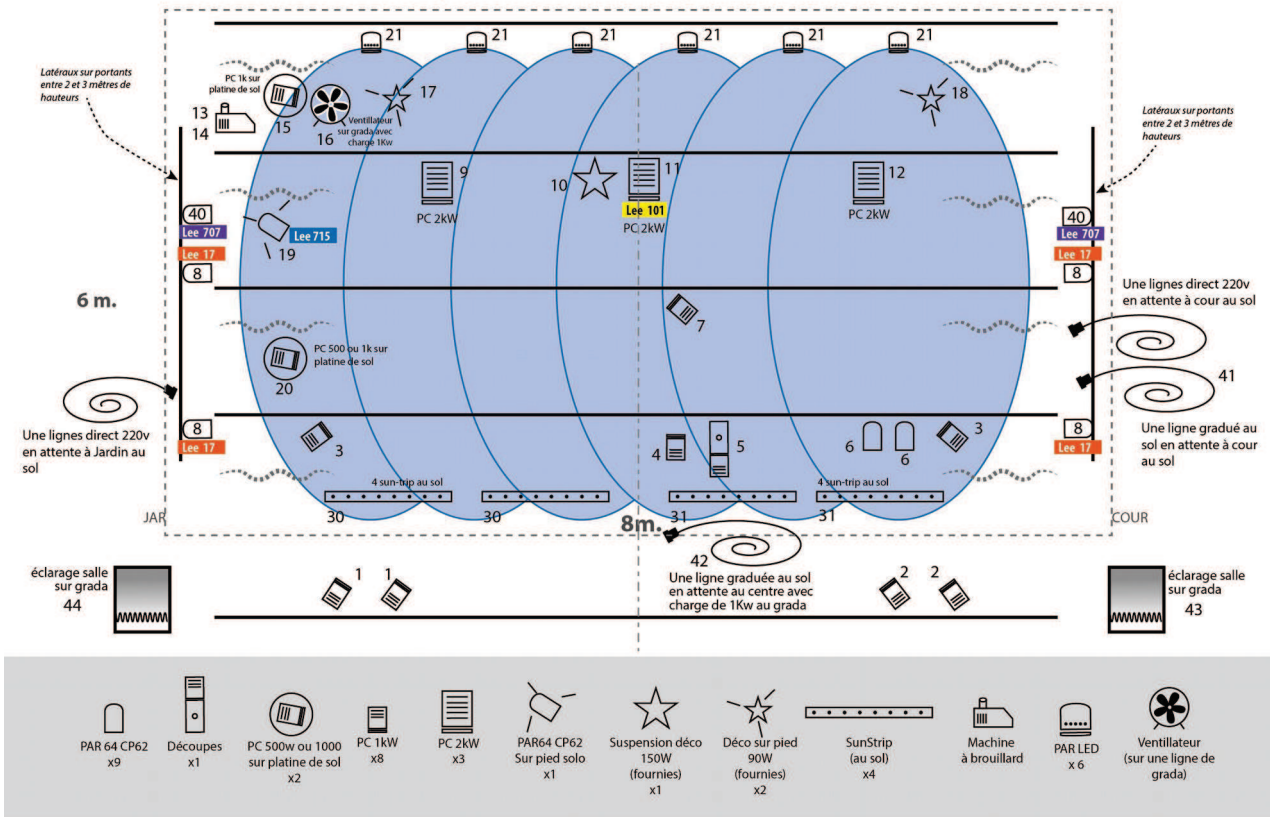 21 21 21 21 21 21
Latéraux sur portants
entre 2 et 3 mètres de
hauteurs
PC 1k sur
platine de sol
13
14
15
16
Ventillateur
sur grada avec
charge 1Kw
17
18
Latéraux sur portants
entre 2 et 3 mètres de
hauteurs
9
PC 2kW
10
11
Lee 101
PC 2kW
12
PC 2kW
40
Lee 707
Lee 17
8
19
Lee 715
40
Lee 707
Lee 17
8
6 m.
7
Une lignes direct 220v
en attente à cour au sol
PC 500 ou 1k sur
platine de sol
20
41
Une ligne gradué au
sol en attente à cour
au sol
Une lignes direct 220v
en attente à Jardin au
sol
8
Lee 17
3
4
5
6
6
3
8
Lee 17
4 sun-trip au sol
4 sun-trip au sol
30
30
31
31
JAR
8m.
COUR
42
Une ligne graduée au sol
en attente au centre avec
charge de 1Kw au grada
éclarage salle
sur grada
44
1
1
2
2
éclarage salle
sur grada
43
PAR 64 CP62
x9
Découpes
x1
PC 500w ou 1000
sur platine de sol
x2
PC 1kW
x8
PC 2kW
x3
PAR64 CP62
Sur pied solo
x1
Suspension déco
150W
(fournies)
x1
Déco sur pied
90W
(fournies)
x2
SunStrip
(au sol)
x4
Machine
à brouillard
PAR LED
x 6
Ventillateur
(sur une ligne de
grada)